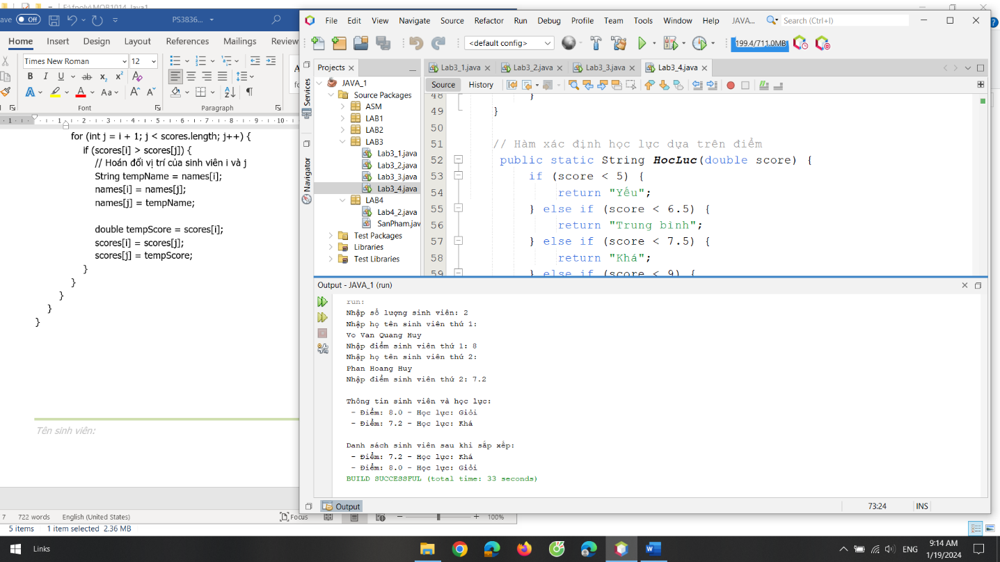 E:\fpoly\MOB1014_Java1
ave Off PS3836...
Home Insert Design Layout References Mailings Review
Times New Roman 12
Font Paragraph
for (int j = i + 1; j < scores.length; j++) {
if (scores[i] > scores[j]) {
// Hoán đổi vị trí của sinh viên i và j
String tempName = names[i];
names[i] = names[j];
names[j] = tempName;
double tempScore = scores[i];
scores[i] = scores[j];
scores[j] = tempScore;
}
}
}
}
}
Tên sinh viên:
7 722 words English (United States) Focus 100%
5 items 1 item selected 2.36 MB
File Edit View Navigate Source Refactor Run Debug Profile Team Tools Window Help JAVA... Search (Ctrl+I)
<default config> 199.4/711.0MB
Services
Navigator
Projects
JAVA_1
Source Packages
ASM
LAB1
LAB2
LAB3
Lab3_1.java
Lab3_2.java
Lab3_3.java
Lab3_4.java
LAB4
Lab4_2.java
SanPham.jav
Test Packages
Libraries
Test Libraries
Lab3_1.java Lab3_2.java Lab3_3.java Lab3_4.java
Source History
48 }
49 }
50
51 // Hàm xác định học lực dựa trên điểm
52 public static String HocLuc(double score) {
53 if (score < 5) {
54 return "Yếu";
55 } else if (score < 6.5) {
56 return "Trung bình";
57 } else if (score < 7.5) {
58 return "Khá";
59 } else if (score < 9) {
Output - JAVA_1 (run)
run:
Nhập số lượng sinh viên: 2
Nhập họ tên sinh viên thứ 1:
Vo Van Quang Huy
Nhập điểm sinh viên thứ 1: 8
Nhập họ tên sinh viên thứ 2:
Phan Hoang Huy
Nhập điểm sinh viên thứ 2: 7.2
Thông tin sinh viên và học lực:
- Điểm: 8.0 - Học lực: Giỏi
- Điểm: 7.2 - Học lực: Khá
Danh sách sinh viên sau khi sắp xếp:
- Điểm: 7.2 - Học lực: Khá
- Điểm: 8.0 - Học lực: Giỏi
BUILD SUCCESSFUL (total time: 33 seconds)
Output 73:24 INS
Links ENG 9:14 AM
1/19/2024